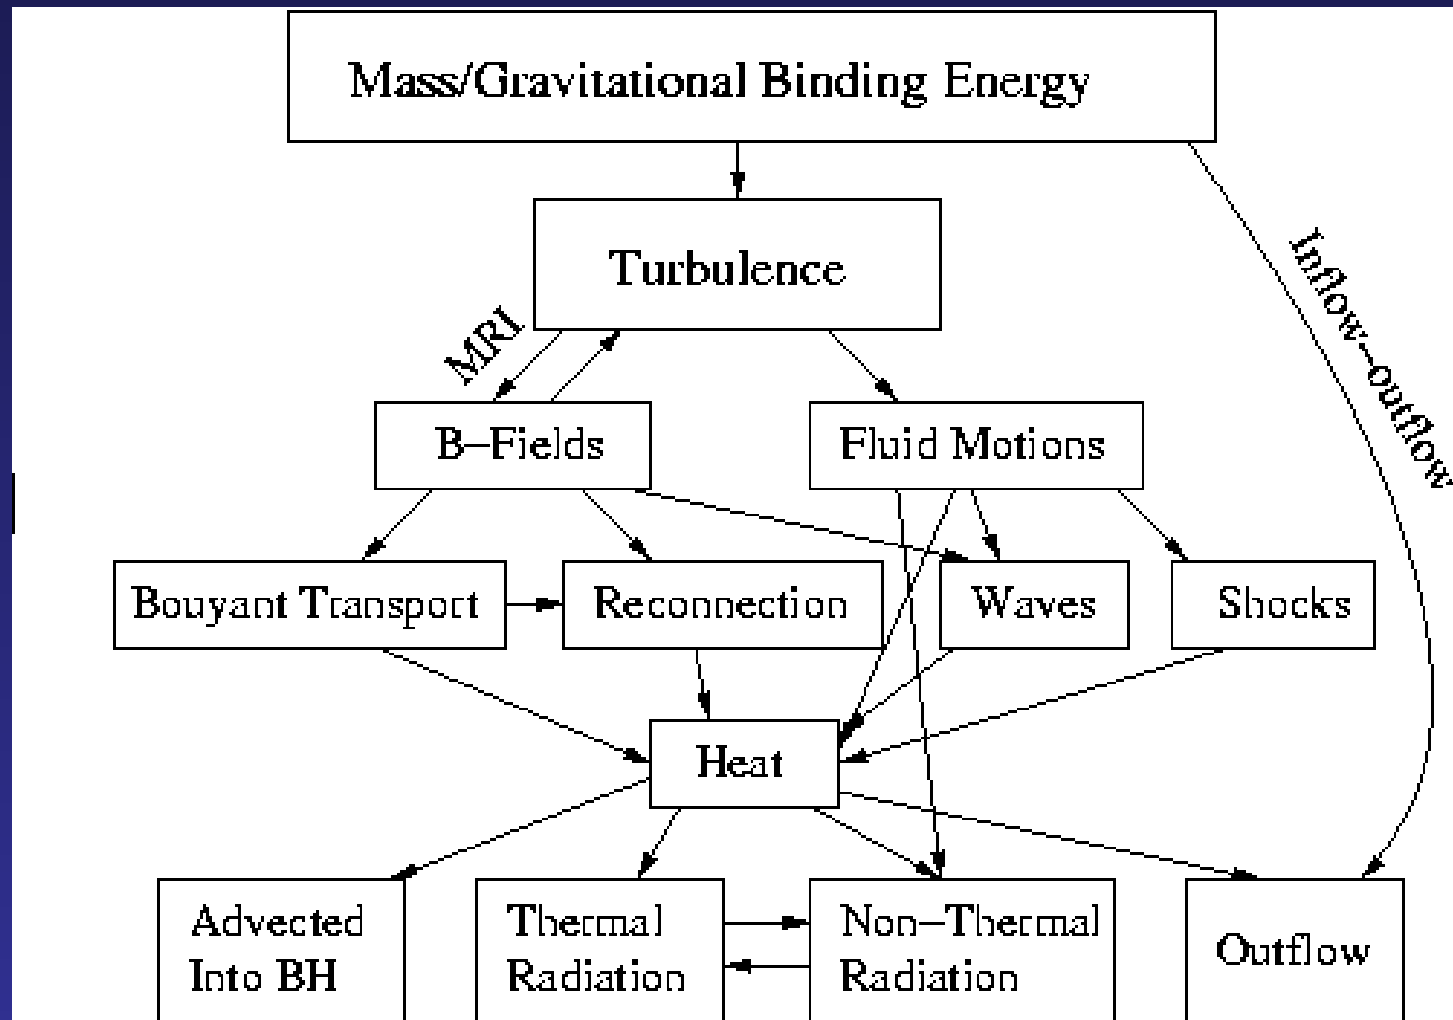 Mass/Gravitational Binding Energy
Turbulence
Inflow-outflow
MRI
B-Fields
Fluid Motions
Bouyant Transport
Reconnection
Waves
Shocks
Heat
Advected
Into BH
Thermal
Radiation
Non-Thermal
Radiation
Outflow